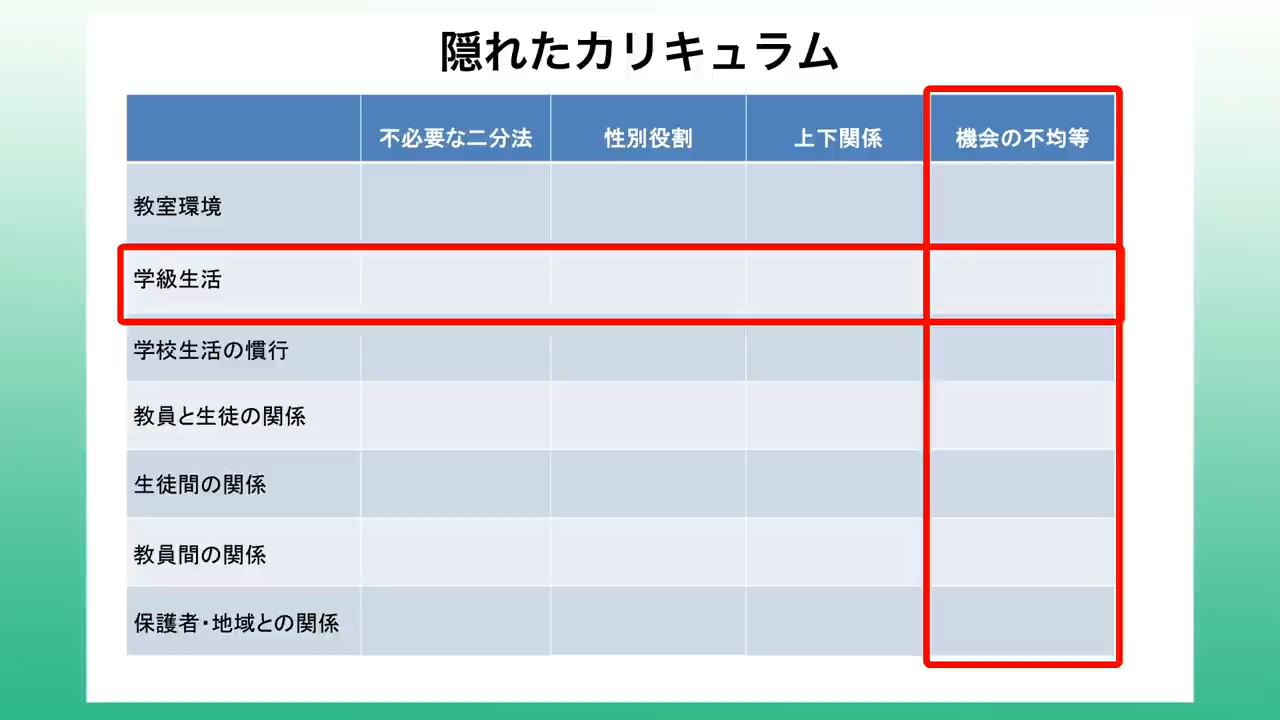 隠れたカリキュラム
不必要な二分法 性別役割 上下関係 機会の不均等
教室環境
学級生活
学校生活の慣行
教員と生徒の関係
生徒間の関係
教員間の関係
保護者・地域との関係